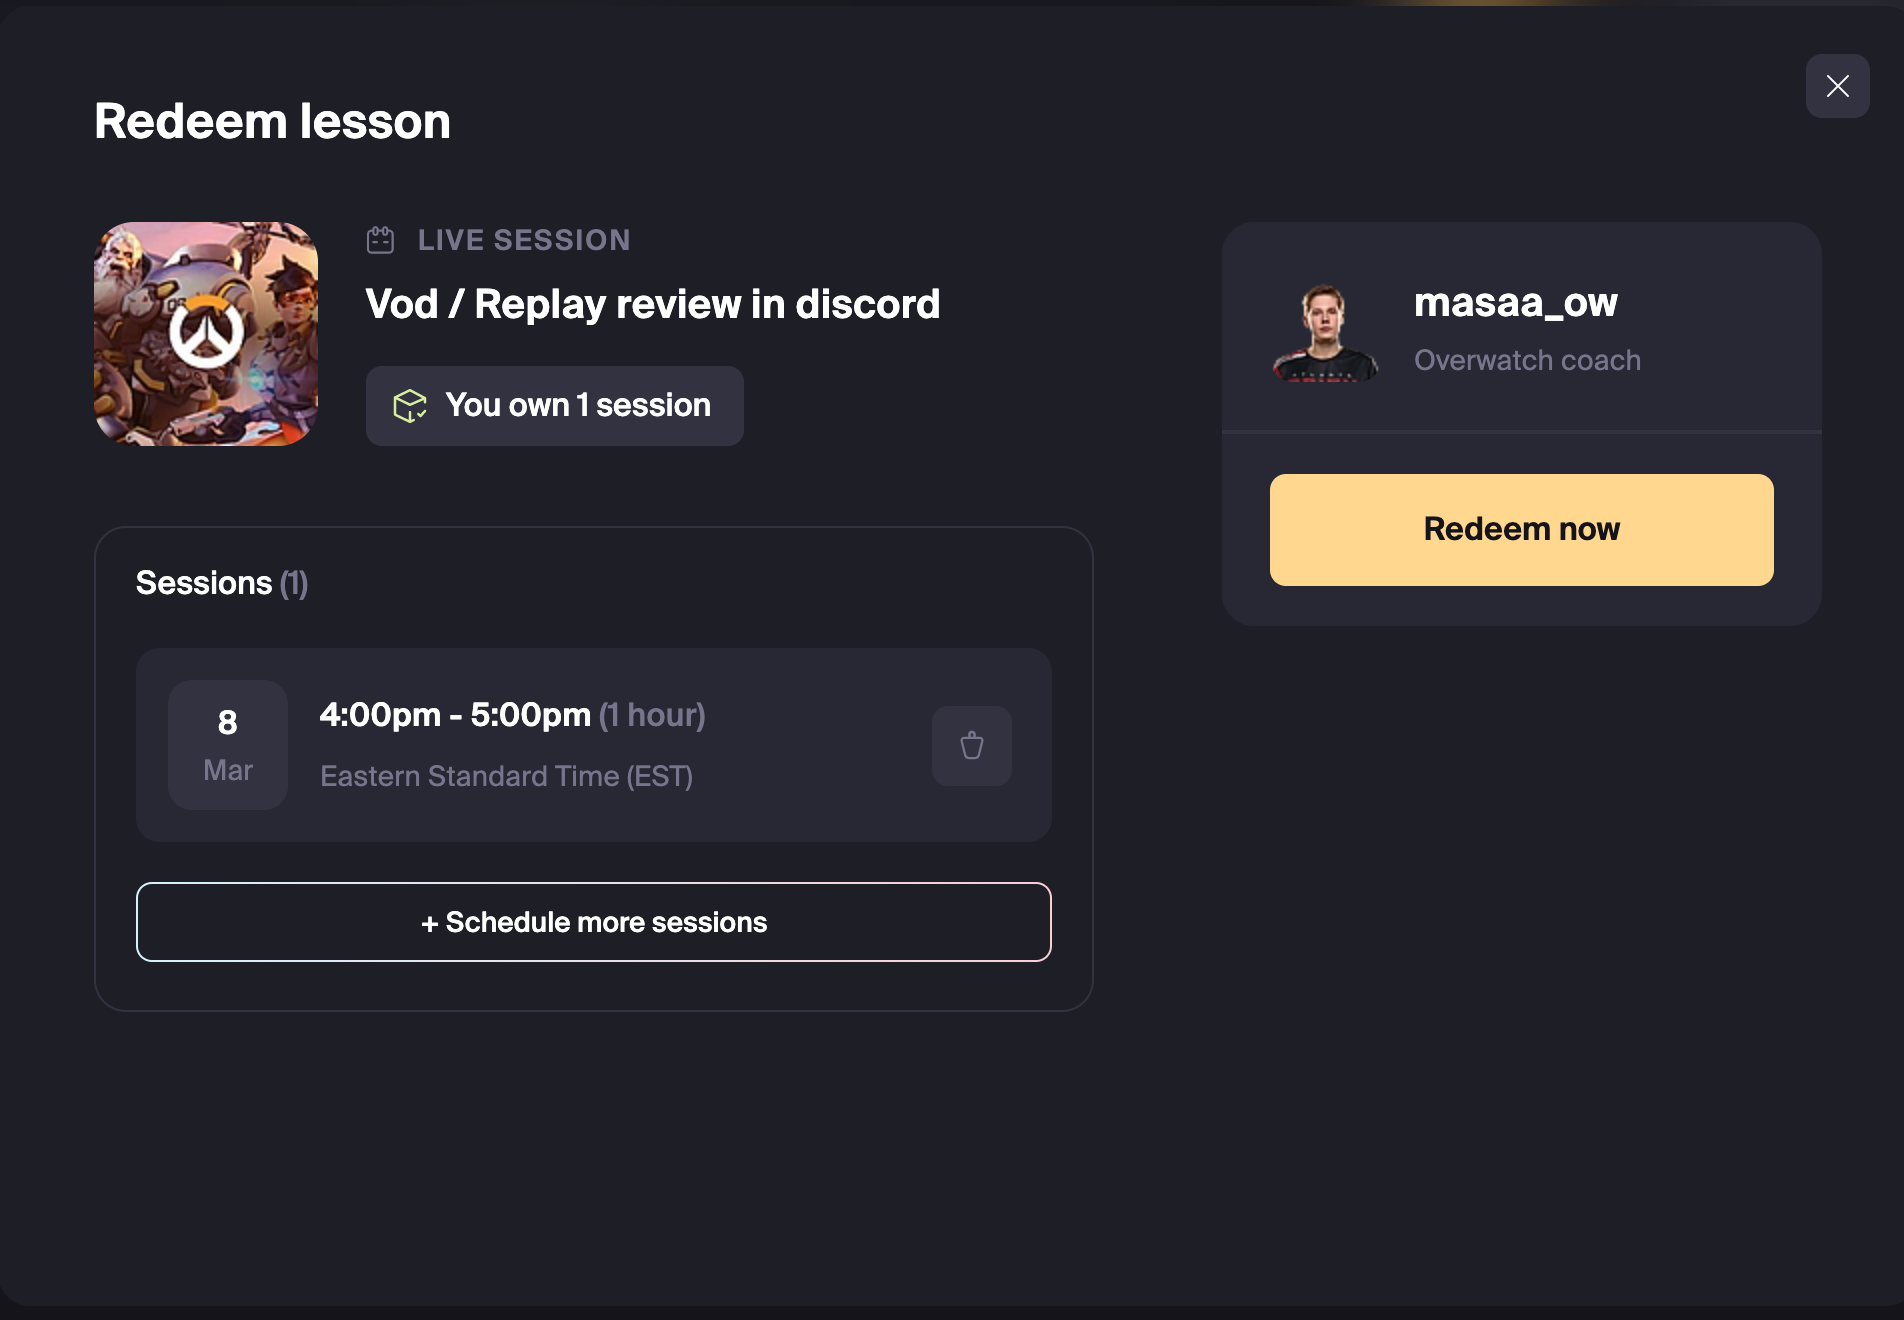 Redeem lesson
LIVE SESSION
Vod / Replay review in discord
You own 1 session
masaa_ow
Overwatch coach
Redeem now
Sessions (1)
8
Mar
4:00pm - 5:00pm (1 hour)
Eastern Standard Time (EST)
+ Schedule more sessions